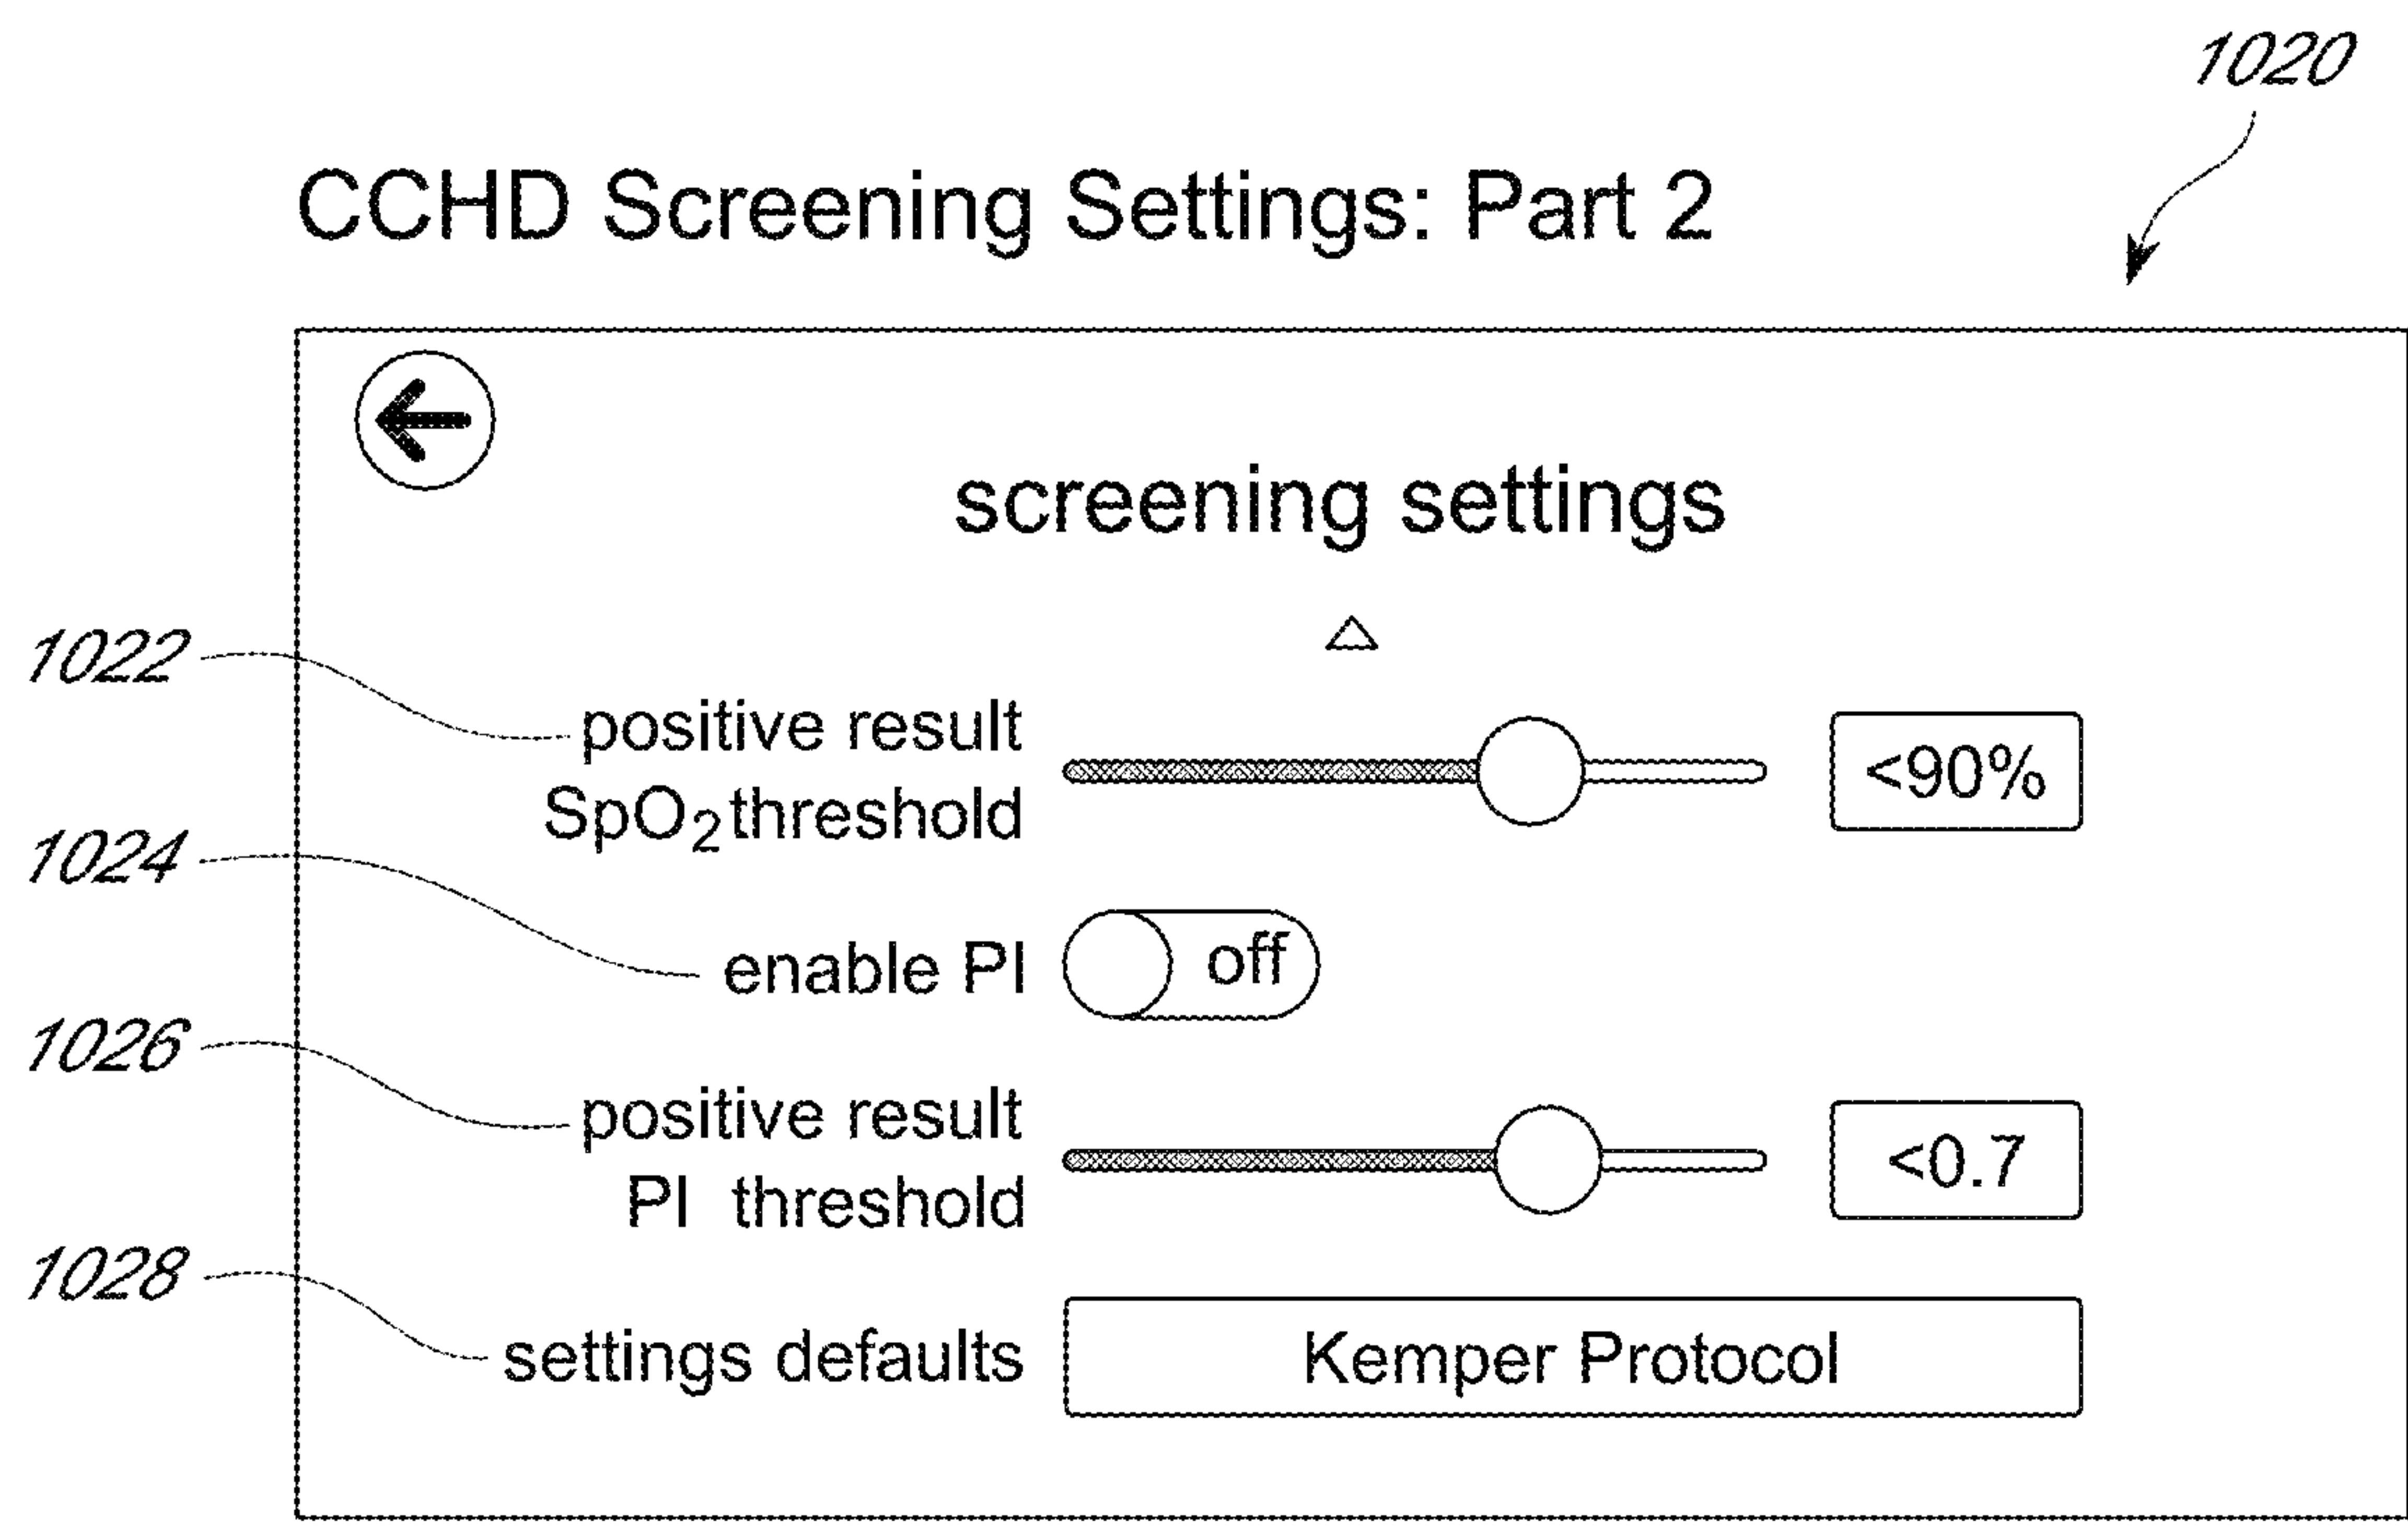 1020
CCHD Screening Settings: Part 2
screening settings
1022
positive result
SpO₂ threshold
<90%
1024
enable PI
off
1026
positive result
PI threshold
<0.7
1028
settings defaults
Kemper Protocol